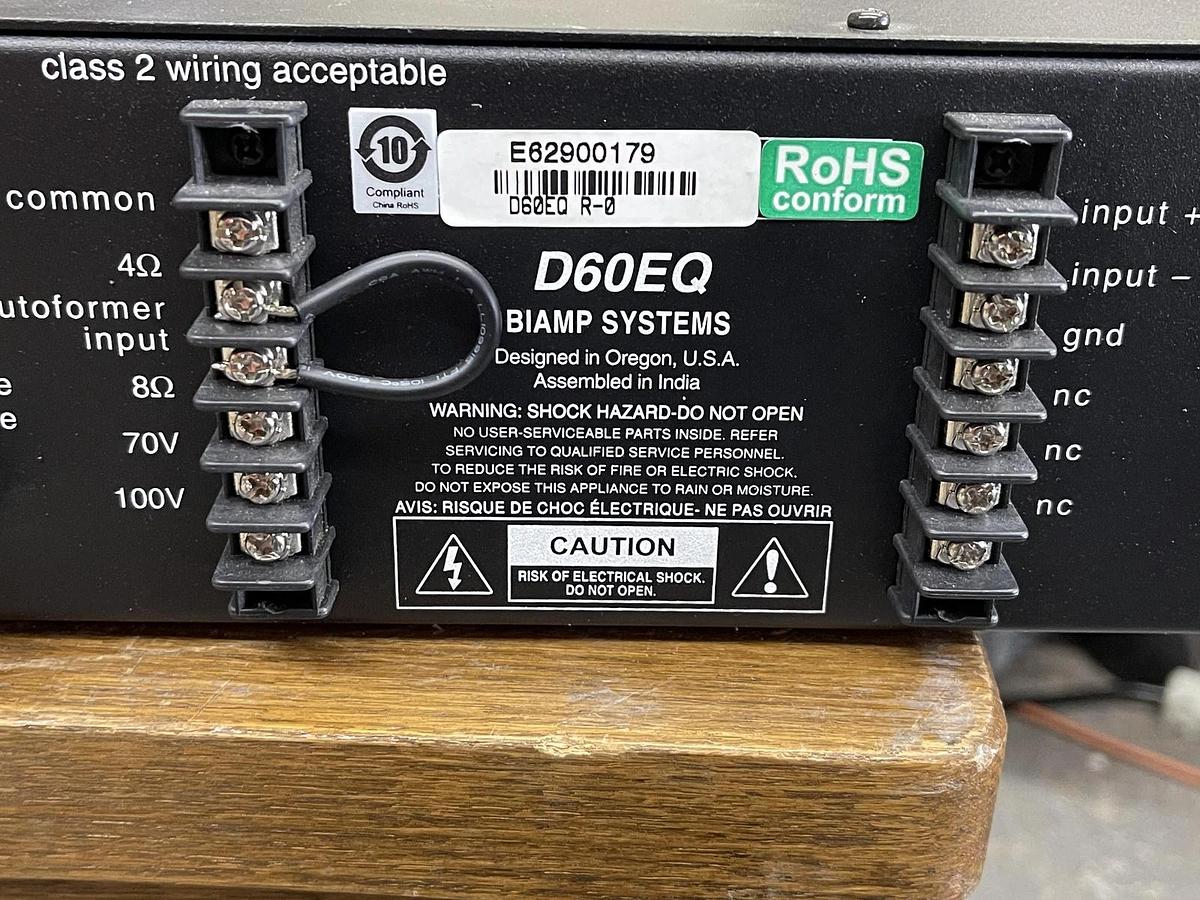 class 2 wiring acceptable
common
4Ω
utoformer
input
8Ω
70V
100V
10
Compliant
China RoHS
E62900179
D60EQ R-0
RoHS
conform
D60EQ
BIAMP SYSTEMS
Designed in Oregon, U.S.A.
Assembled in India
WARNING: SHOCK HAZARD-DO NOT OPEN
NO USER-SERVICEABLE PARTS INSIDE. REFER
SERVICING TO QUALIFIED SERVICE PERSONNEL.
TO REDUCE THE RISK OF FIRE OR ELECTRIC SHOCK,
DO NOT EXPOSE THIS APPLIANCE TO RAIN OR MOISTURE.
AVIS: RISQUE DE CHOC ÉLECTRIQUE- NE PAS OUVRIR
CAUTION
RISK OF ELECTRICAL SHOCK.
DO NOT OPEN.
input +
input –
gnd
nc
nc
nc